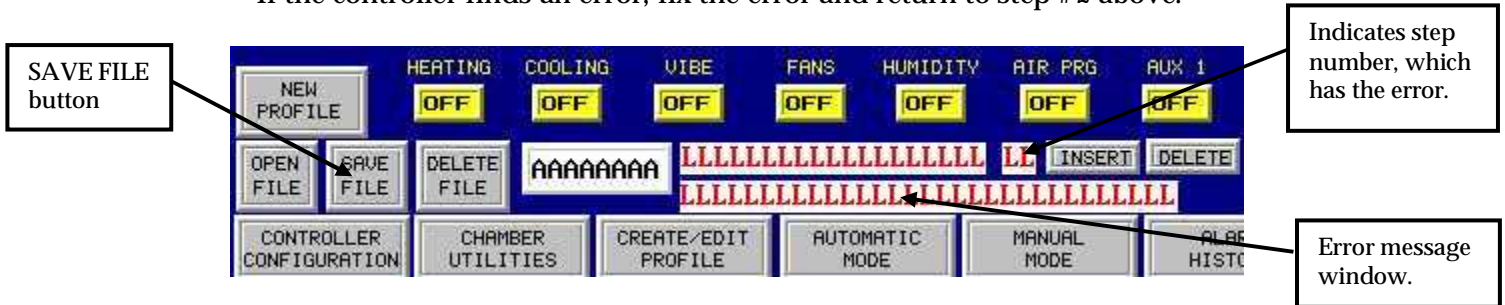 If the controller finds an error, fix the error and return to step #2 above.
SAVE FILE
button
Indicates step
number, which
has the error.
HEATING COOLING VIBE FANS HUMIDITY AIR PRG AUX 1
NEW
PROFILE
OFF OFF OFF OFF OFF OFF OFF
OPEN
FILE
SAVE
FILE
DELETE
FILE
AAAAAAAA
LLLLLLLLLLLLLLLLLL LL INSERT DELETE
CONTROLLER
CONFIGURATION
CHAMBER
UTILITIES
CREATE/EDIT
PROFILE
AUTOMATIC
MODE
MANUAL
MODE
Error message
window.